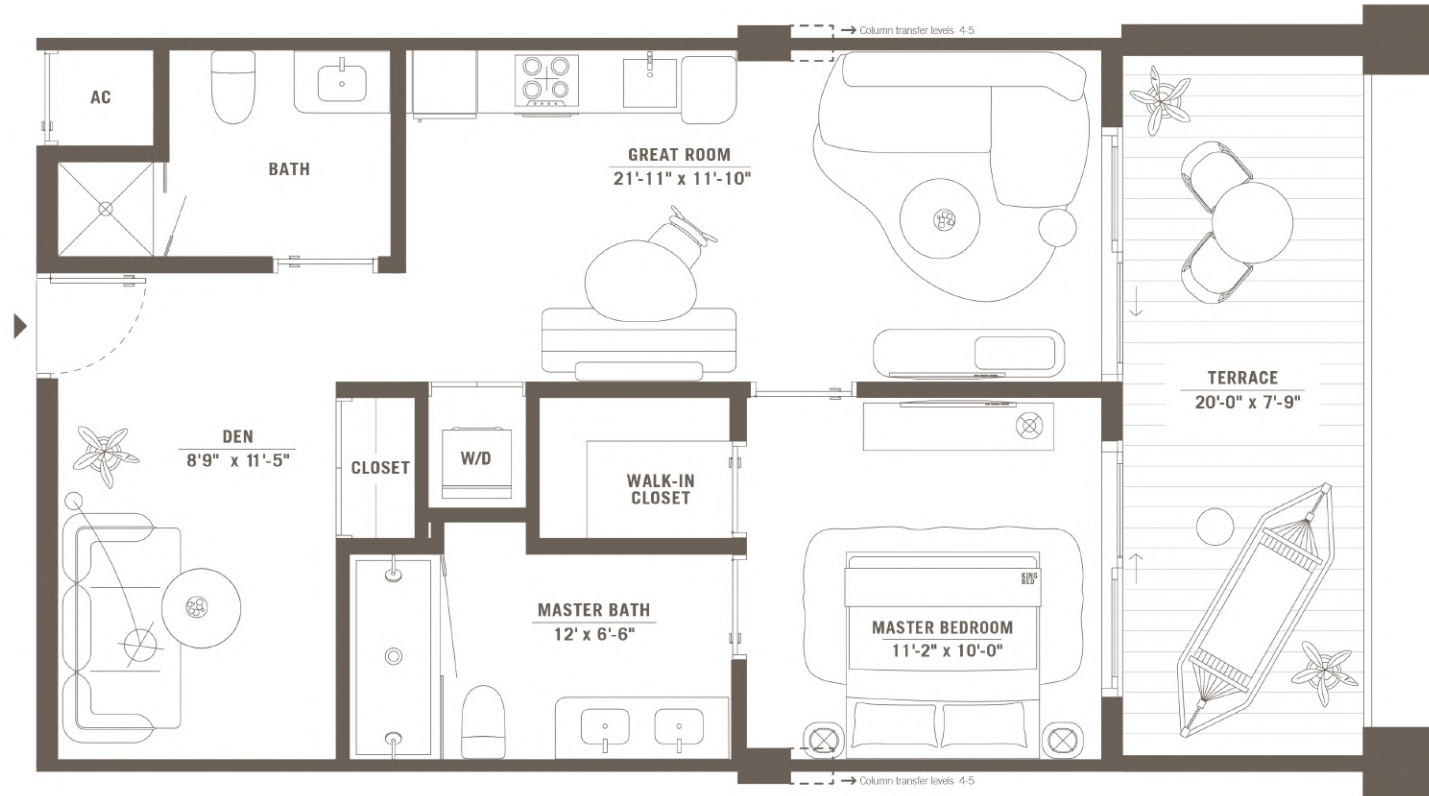 → Column transfer levels 4-5
AC
BATH
GREAT ROOM
21'-11" x 11'-10"
TERRACE
20'-0" x 7'-9"
DEN
8'9" x 11'-5"
CLOSET
W/D
WALK-IN
CLOSET
KING
BED
MASTER BATH
12' x 6'-6"
MASTER BEDROOM
11'-2" x 10'-0"
→ Column transfer levels 4-5